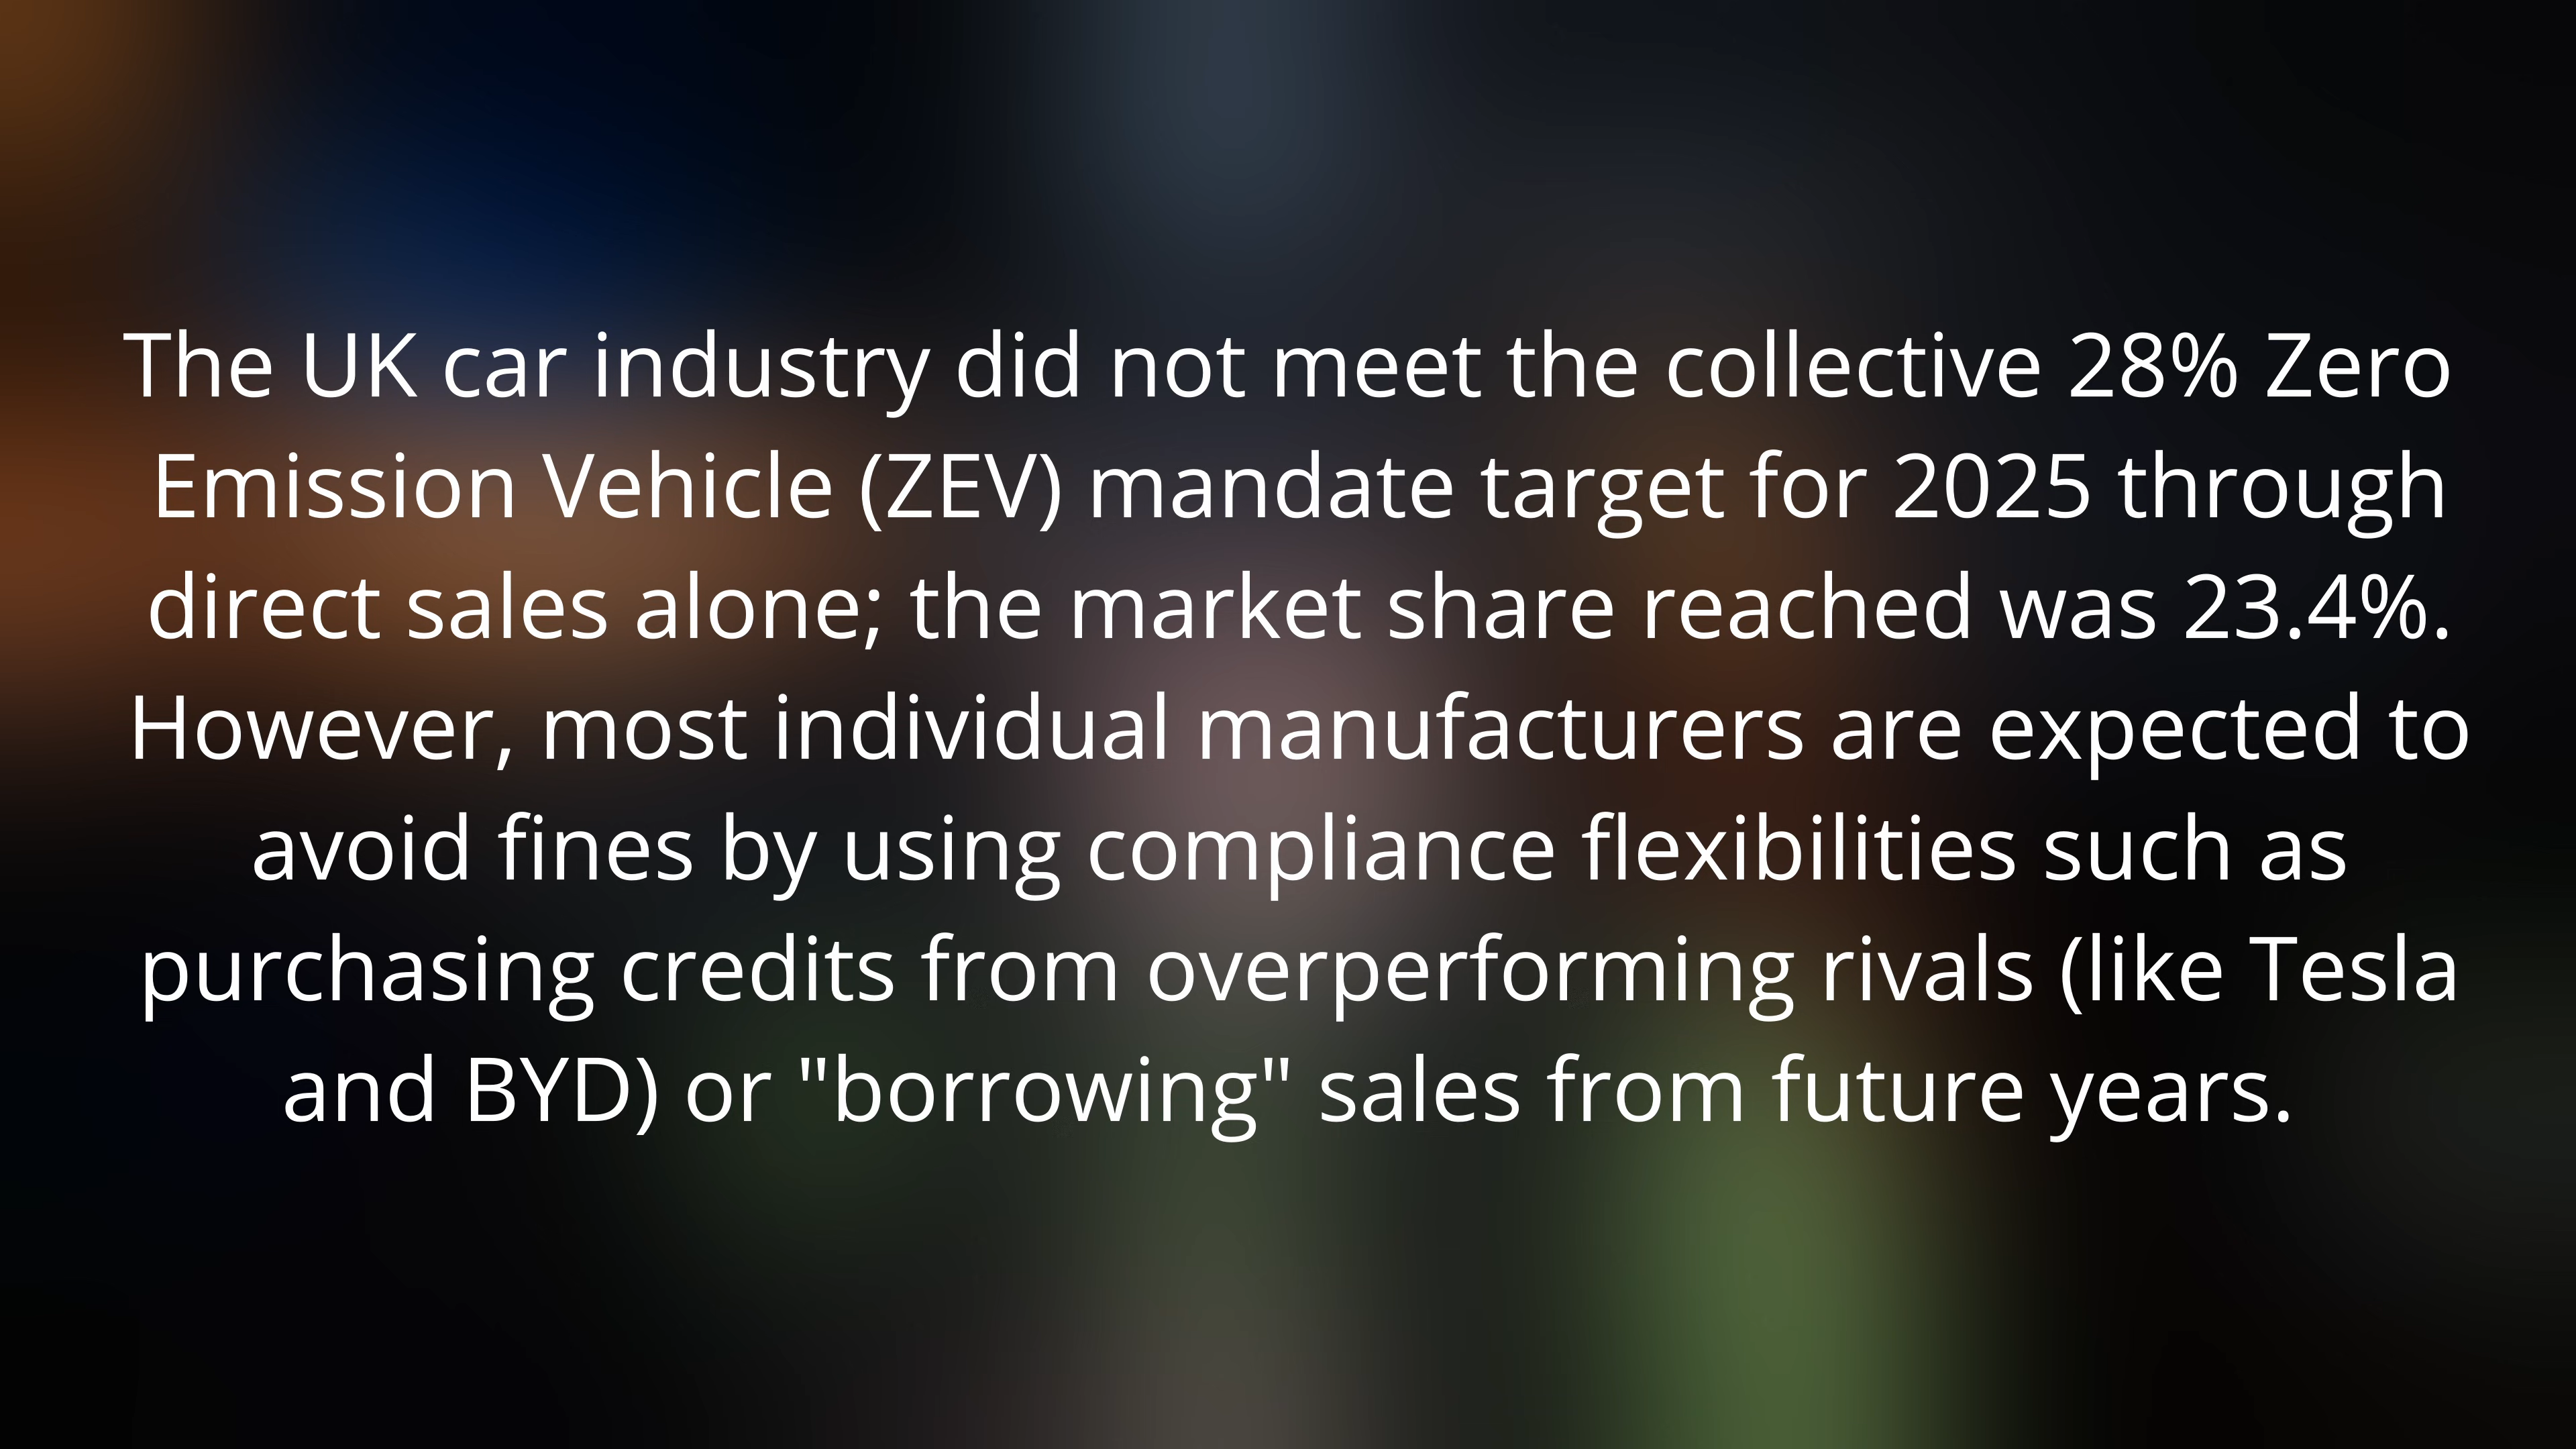 The UK car industry did not meet the collective 28% Zero
Emission Vehicle (ZEV) mandate target for 2025 through
direct sales alone; the market share reached was 23.4%.
However, most individual manufacturers are expected to
avoid fines by using compliance flexibilities such as
purchasing credits from overperforming rivals (like Tesla
and BYD) or "borrowing" sales from future years.